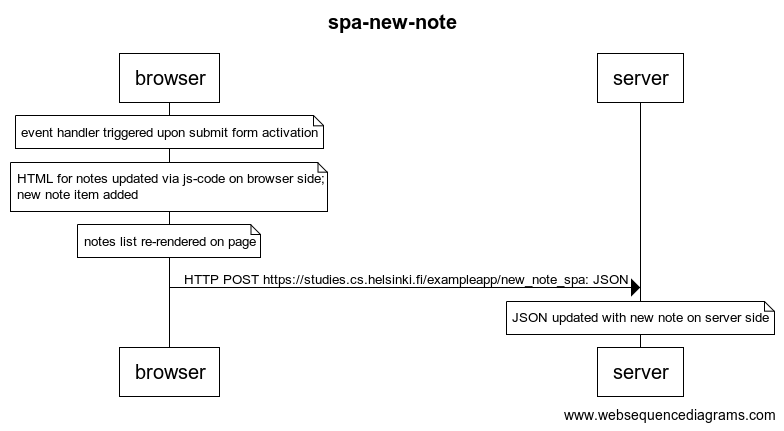 spa-new-note
browser
server
event handler triggered upon submit form activation
HTML for notes updated via js-code on browser side;
new note item added
notes list re-rendered on page
HTTP POST https://studies.cs.helsinki.fi/exampleapp/new_note_spa: JSON
JSON updated with new note on server side
browser
server
www.websequencediagrams.com